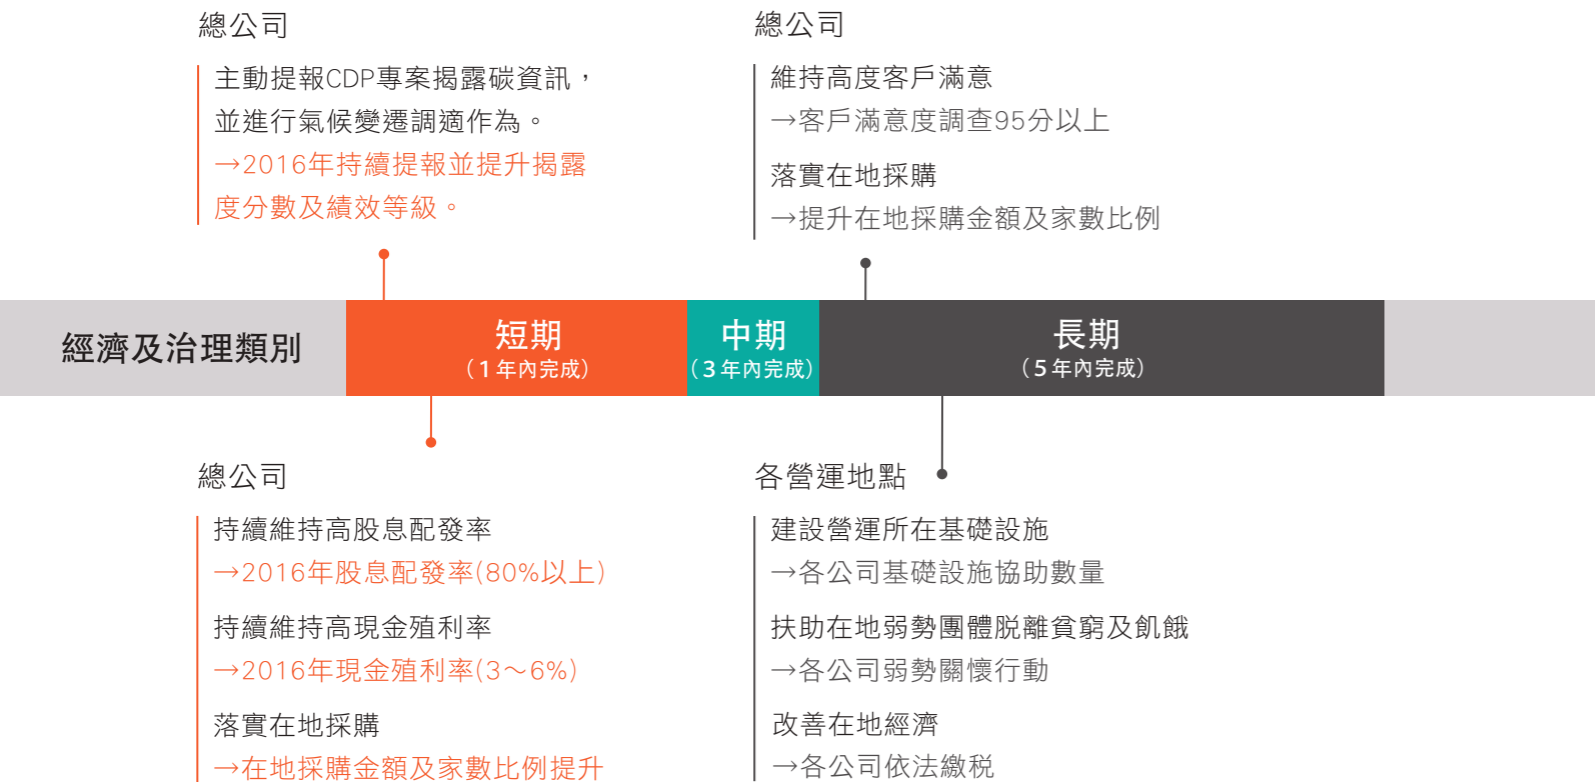 總公司
主動提報CDP專案揭露碳資訊，
並進行氣候變遷調適作為。
→2016年持續提報並提升揭露
度分數及績效等級。
總公司
維持高度客戶滿意
→客戶滿意度調查95分以上
落實在地採購
→提升在地採購金額及家數比例
經濟及治理類別
短期
（1年內完成）
中期
（3年內完成）
長期
（5年內完成）
總公司
持續維持高股息配發率
→2016年股息配發率(80%以上)
持續維持高現金殖利率
→2016年現金殖利率(3～6%)
落實在地採購
→在地採購金額及家數比例提升
各營運地點
建設營運所在基礎設施
→各公司基礎設施協助數量
扶助在地弱勢團體脱離貧窮及飢餓
→各公司弱勢關懷行動
改善在地經濟
→各公司依法繳税